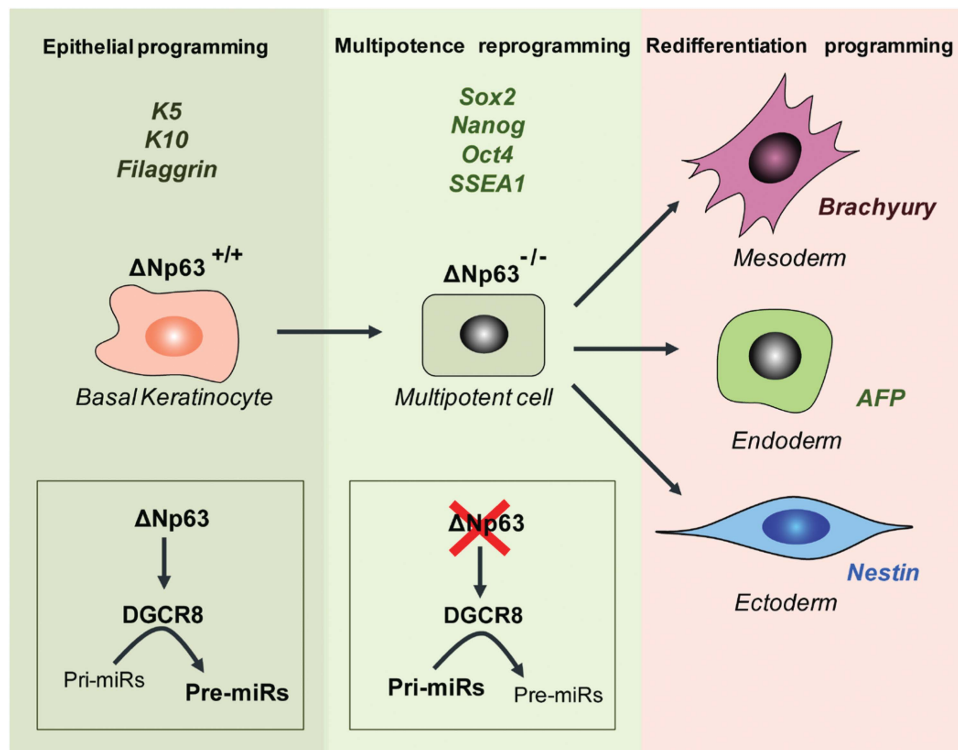 Epithelial programming
K5
K10
Filaggrin
ΔNp63 +/+
Basal Keratinocyte
ΔNp63
DGCR8
Pri-miRs
Pre-miRs
Multipotence reprogramming
Sox2
Nanog
Oct4
SSEA1
ΔNp63 -/-
Multipotent cell
ΔNp63
DGCR8
Pri-miRs
Pre-miRs
Redifferentiation programming
Brachyury
Mesoderm
AFP
Endoderm
Nestin
Ectoderm